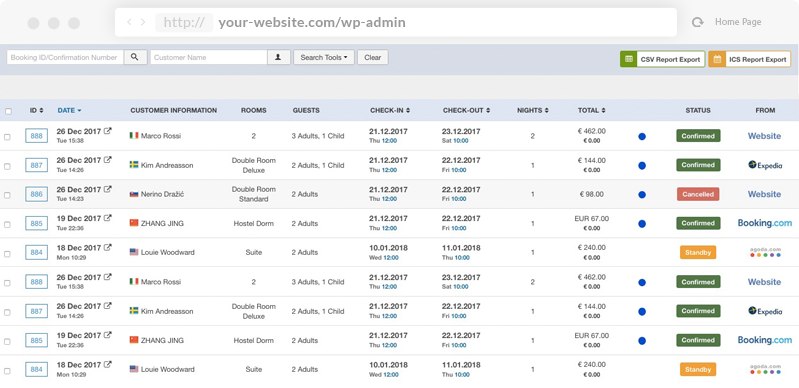 http:// your-website.com/wp-admin Home Page
Booking ID/Confirmation Number Customer Name Search Tools Clear CSV Report Export ICS Report Export
ID DATE CUSTOMER INFORMATION ROOMS GUESTS CHECK-IN CHECK-OUT NIGHTS TOTAL STATUS FROM
888 26 Dec 2017 Marco Rossi 2 3 Adults, 1 Child 21.12.2017 23.12.2017 2 € 462.00 Confirmed Website
Tue 15:38 Thu 12:00 Sat 10:00 € 0.00
887 26 Dec 2017 Kim Andreasson Double Room 3 Adults, 1 Child 21.12.2017 22.12.2017 1 € 144.00 Confirmed Expedia
Tue 14:26 Deluxe Thu 12:00 Fri 10:00 € 0.00
886 26 Dec 2017 Nerino Dražić Double Room 2 Adults 21.12.2017 22.12.2017 1 € 98.00 Cancelled Website
Tue 14:23 Standard Thu 12:00 Fri 10:00
885 19 Dec 2017 ZHANG JING Hostel Dorm 2 Adults 21.12.2017 22.12.2017 1 EUR 67.00 Confirmed Booking.com
Tue 22:36 Thu 12:00 Fri 10:00 € 0.00
884 18 Dec 2017 Louie Woodward Suite 2 Adults 10.01.2018 11.01.2018 1 € 240.00 Standby agoda.com
Mon 10:29 Wed 12:00 Thu 10:00 € 0.00
888 26 Dec 2017 Marco Rossi 2 3 Adults, 1 Child 21.12.2017 23.12.2017 2 € 462.00 Confirmed Website
Tue 15:38 Thu 12:00 Sat 10:00 € 0.00
887 26 Dec 2017 Kim Andreasson Double Room 2 Adults 21.12.2017 22.12.2017 1 € 144.00 Confirmed Expedia
Tue 14:26 Deluxe Thu 12:00 Fri 10:00 € 0.00
885 19 Dec 2017 ZHANG JING Hostel Dorm 2 Adults 21.12.2017 22.12.2017 1 EUR 67.00 Confirmed Booking.com
Tue 22:36 Thu 12:00 Fri 10:00 € 0.00
884 18 Dec 2017 Louie Woodward Suite 2 Adults 10.01.2018 11.01.2018 1 € 240.00 Standby agoda.com
Mon 10:29 Wed 12:00 Thu 10:00 € 0.00